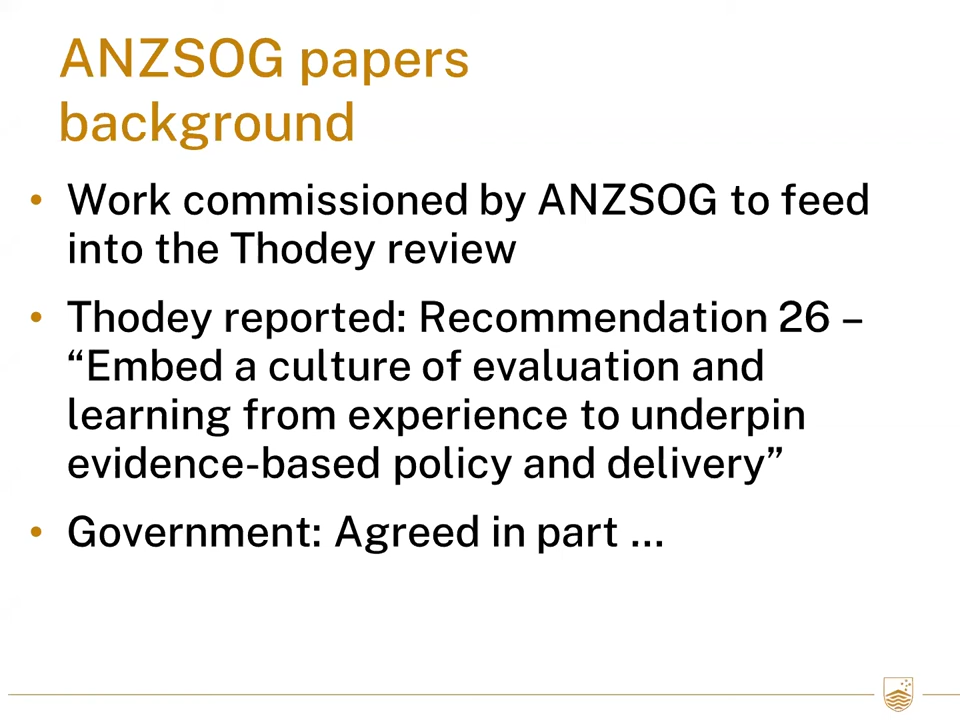 ANZSOG papers
background
• Work commissioned by ANZSOG to feed
into the Thodey review
• Thodey reported: Recommendation 26 –
“Embed a culture of evaluation and
learning from experience to underpin
evidence-based policy and delivery”
• Government: Agreed in part ...